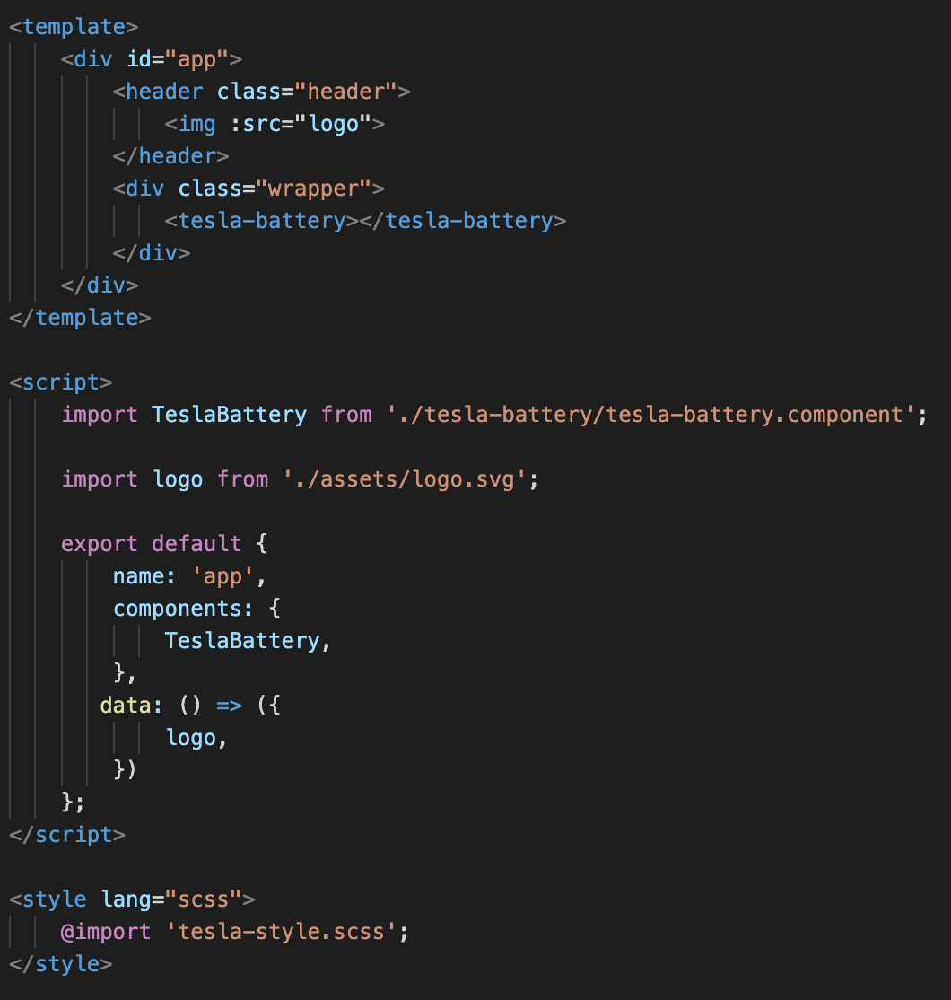 <template>
    <div id="app">
        <header class="header">
            <img :src="logo">
        </header>
        <div class="wrapper">
            <tesla-battery></tesla-battery>
        </div>
    </div>
</template>

<script>
    import TeslaBattery from './tesla-battery/tesla-battery.component';

    import logo from './assets/logo.svg';

    export default {
        name: 'app',
        components: {
            TeslaBattery,
        },
       data: () => ({
            logo,
        })
    };
</script>

<style lang="scss">
    @import 'tesla-style.scss';
</style>